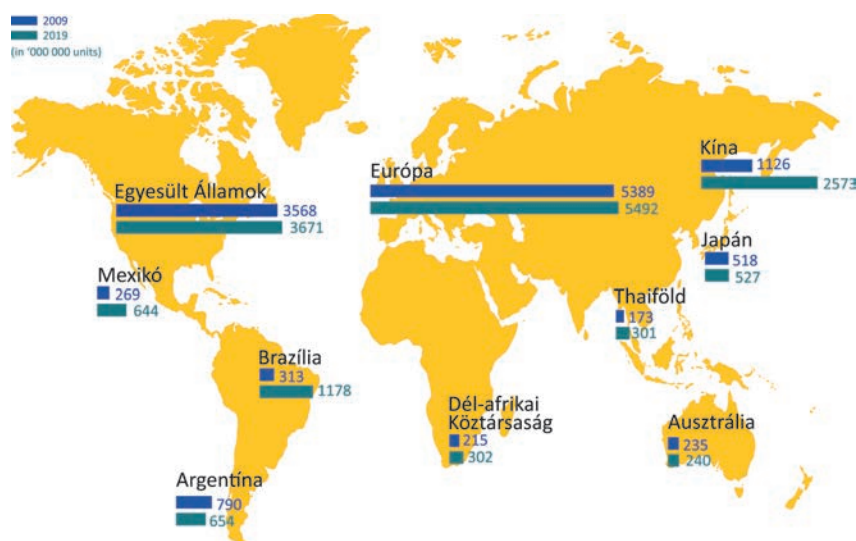 2009
2019
(in '000 000 units)
Egyesült Államok
3568
3671
Mexikó
269
644
Brazília
313
1178
Argentína
790
654
Európa
5389
5492
Dél-afrikai
Köztársaság
215
302
Kína
1126
2573
Japán
518
527
Thaiföld
173
301
Ausztrália
235
240